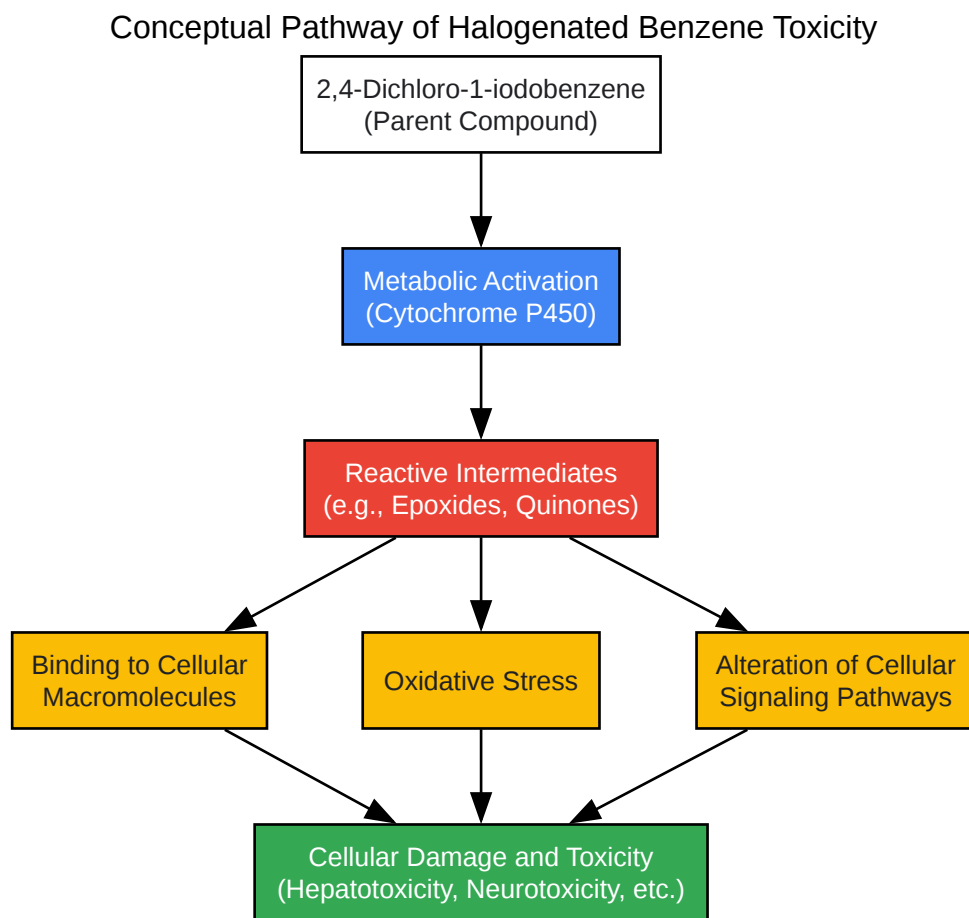 Conceptual Pathway of Halogenated Benzene Toxicity
2,4-Dichloro-1-iodobenzene
(Parent Compound)
Metabolic Activation
(Cytochrome P450)
Reactive Intermediates
(e.g., Epoxides, Quinones)
Binding to Cellular
Macromolecules
Oxidative Stress
Alteration of Cellular
Signaling Pathways
Cellular Damage and Toxicity
(Hepatotoxicity, Neurotoxicity, etc.)